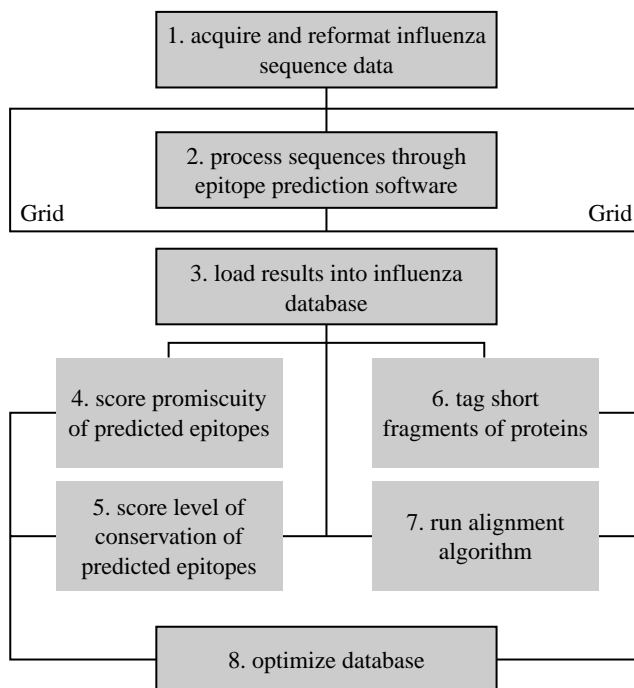 1. acquire and reformat influenza
sequence data
2. process sequences through
epitope prediction software
Grid
Grid
3. load results into influenza
database
4. score promiscuity
of predicted epitopes
5. score level of
conservation of
predicted epitopes
6. tag short
fragments of proteins
7. run alignment
algorithm
8. optimize database